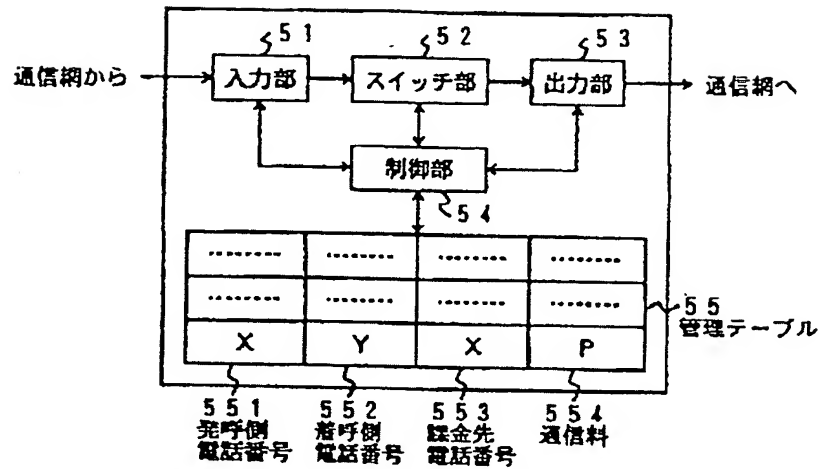 ５１
５２
５３
通信網から
入力部
スイッチ部
出力部
通信網へ
制御部
５４
........ ........ ........ ........
........ ........ ........ ........
５５
管理テーブル
X Y X P
５５１
発呼側
電話番号
５５２
着呼側
電話番号
５５３
課金先
電話番号
５５４
通信料